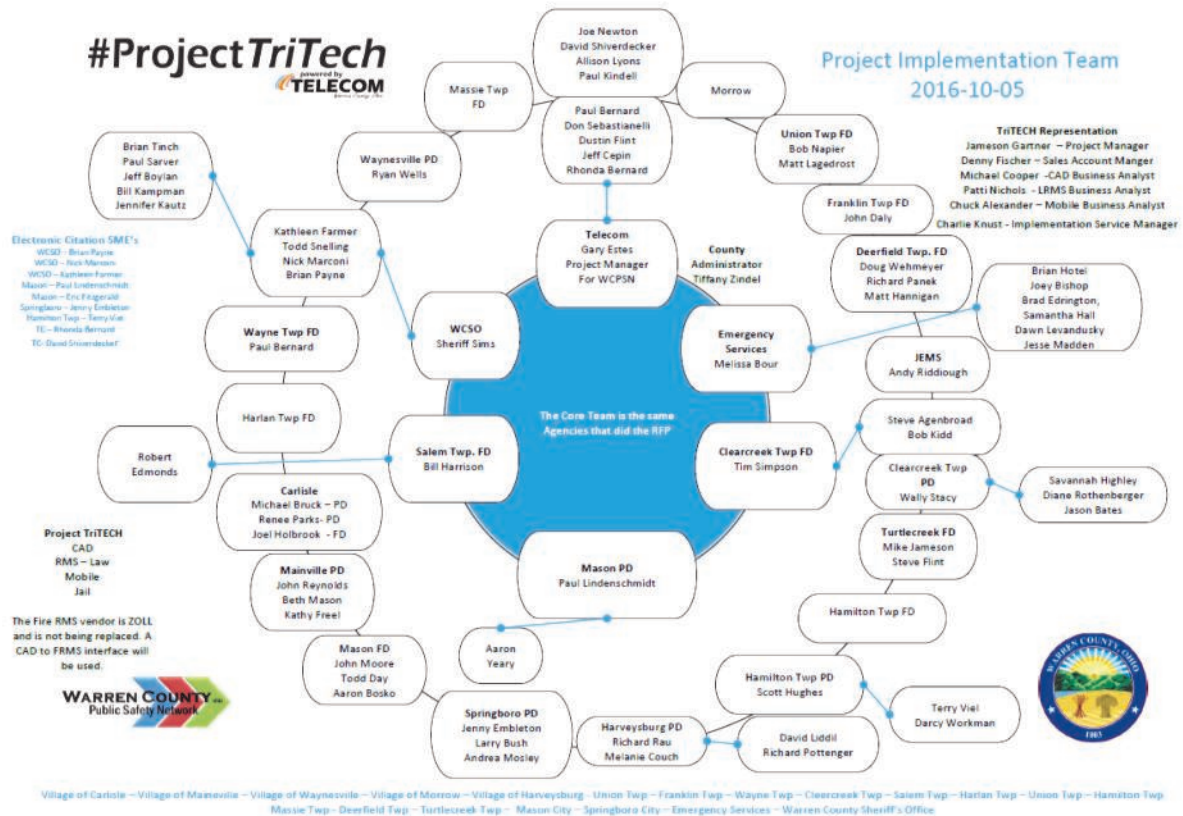 #ProjectTriTech
powered by
TELECOM
Project Implementation Team
2016-10-05
Joe Newton
David Shiverdecker
Allison Lyons
Paul Kindell
Massie Twp
FD
Morrow
Paul Bernard
Don Sebastianelli
Dustin Flint
Jeff Cepin
Rhonda Bernard
Union Twp FD
Bob Napier
Matt Lagedrost
TriTECH Representation
Jameson Gartner – Project Manager
Denny Fischer – Sales Account Manger
Michael Cooper -CAD Business Analyst
Patti Nichols - LRMS Business Analyst
Chuck Alexander – Mobile Business Analyst
Charlie Knust - Implementation Service Manager
Brian Tinch
Paul Sarver
Jeff Boylan
Bill Kampman
Jennifer Kautz
Waynesville PD
Ryan Wells
Franklin Twp FD
John Daly
Kathleen Farmer
Todd Snelling
Nick Marconi
Brian Payne
Telecom
Gary Estes
Project Manager
For WCPSN
County
Administrator
Tiffany Zindel
Deerfield Twp. FD
Doug Wehmeyer
Richard Panek
Matt Hannigan
Electronic Citation SME's
WCSO – Brian Payne
WCSO – Nick Marconi
WCSO – Kathleen Farmer
Mason – Paul Lindenschmidt
Mason – Eric Fitzgerald
Springboro – Jenny Embleton
Hamilton Twp – Terry Viel
TC – Rhonda Bernard
TC- David Shiverdecker
Brian Hotel
Joey Bishop
Brad Edrington,
Samantha Hall
Dawn Levandusky
Jesse Madden
Wayne Twp FD
Paul Bernard
WCSO
Sheriff Sims
Emergency
Services
Melissa Bour
JEMS
Andy Riddiough
Harlan Twp FD
The Core Team is the same
Agencies that did the RFP
Steve Agenbroad
Bob Kidd
Robert
Edmonds
Salem Twp. FD
Bill Harrison
Clearcreek Twp FD
Tim Simpson
Clearcreek Twp
PD
Wally Stacy
Savannah Highley
Diane Rothenberger
Jason Bates
Carlisle
Michael Bruck – PD
Renee Parks- PD
Joel Holbrook - FD
Turtlecreek FD
Mike Jameson
Steve Flint
Project TriTECH
CAD
RMS – Law
Mobile
Jail
Mainville PD
John Reynolds
Beth Mason
Kathy Freel
Mason PD
Paul Lindenschmidt
Hamilton Twp FD
The Fire RMS vendor is ZOLL
and is not being replaced. A
CAD to FRMS interface will
be used.
Mason FD
John Moore
Todd Day
Aaron Bosko
Aaron
Yeary
Hamilton Twp PD
Scott Hughes
WARREN COUNTY
Public Safety Network
Terry Viel
Darcy Workman
WARREN COUNTY, OHIO
1803
Springboro PD
Jenny Embleton
Larry Bush
Andrea Mosley
Harveysburg PD
Richard Rau
Melanie Couch
David Liddil
Richard Pottenger
Village of Carlisle – Village of Maineville – Village of Waynesville – Village of Morrow – Village of Harveysburg - Union Twp – Franklin Twp – Wayne Twp – Cleercreek Twp – Salem Twp – Harlan Twp – Union Twp – Hamilton Twp
Massie Twp - Deerfield Twp – Turtlecreek Twp – Mason City – Springboro City – Emergency Services – Warren County Sheriff's Office